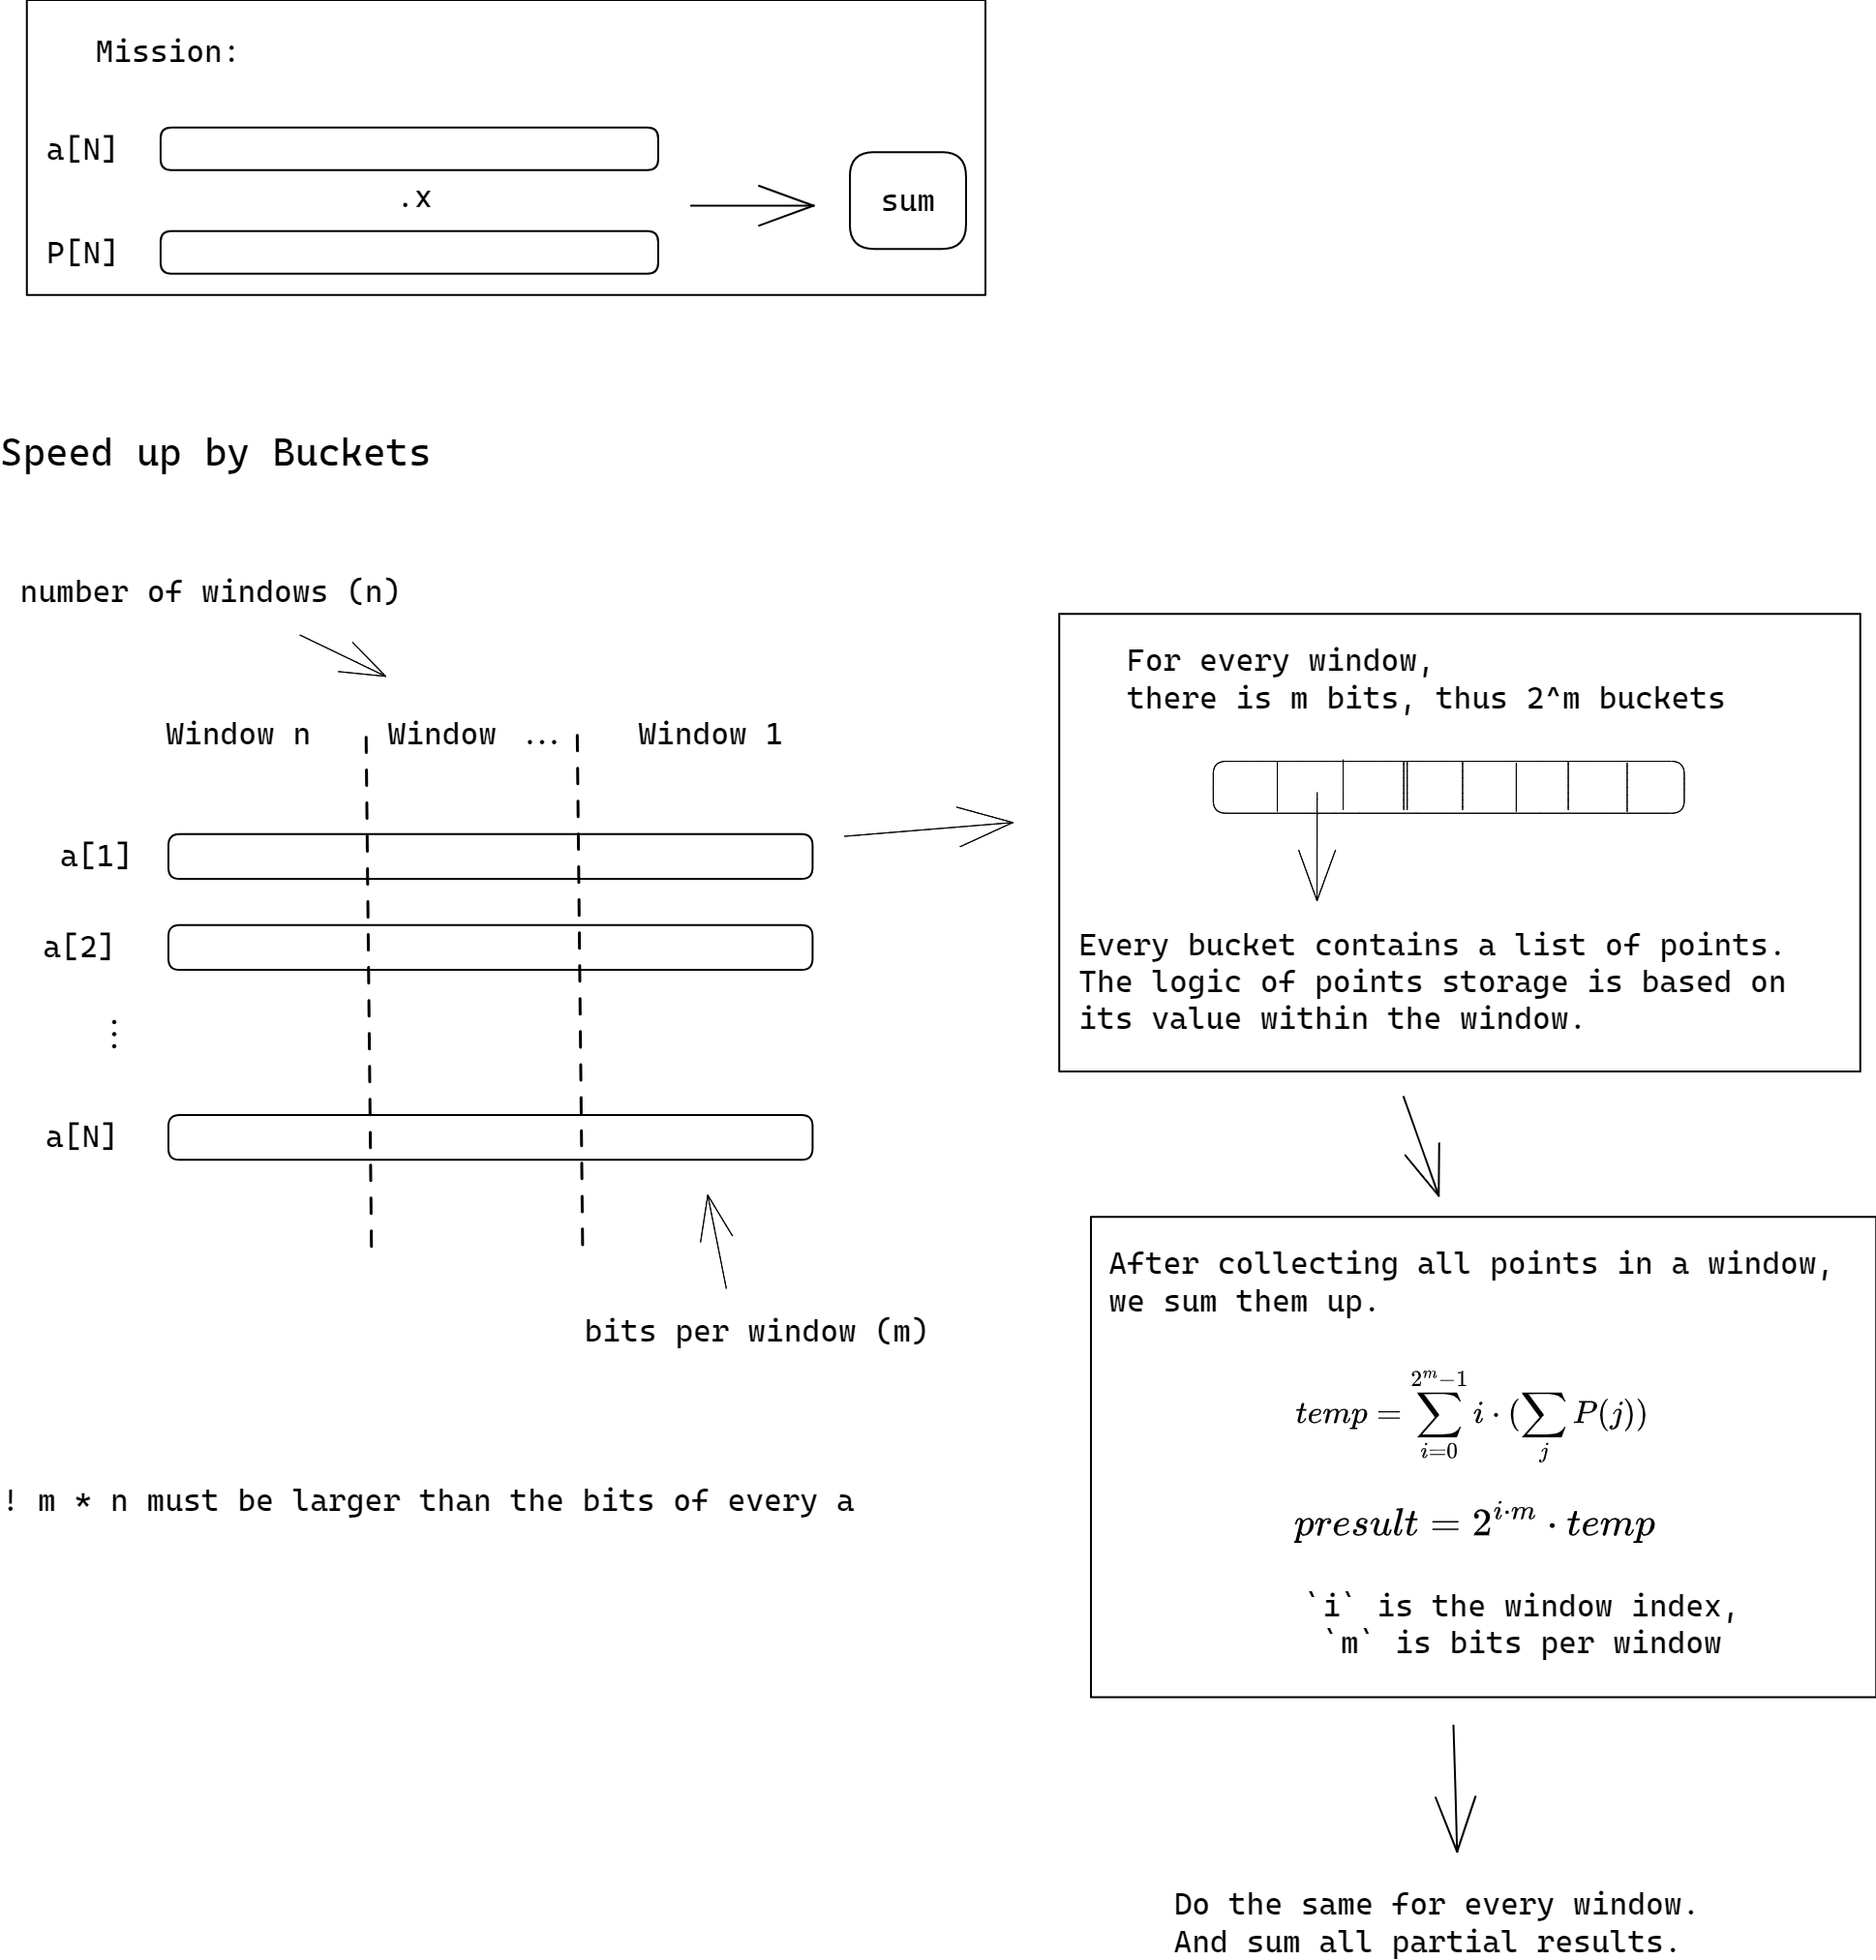 Mission:
a[N]
.x
P[N]
sum
Speed up by Buckets
number of windows (n)
Window n
Window ...
Window 1
a[1]
a[2]
⋮
a[N]
bits per window (m)
! m * n must be larger than the bits of every a
For every window,
there is m bits, thus 2^m buckets
Every bucket contains a list of points.
The logic of points storage is based on
its value within the window.
After collecting all points in a window,
we sum them up.
temp = \sum_{i=0}^{2^m-1} i · (\sum_j P(j))
presult = 2^{i·m} · temp
`i` is the window index,
`m` is bits per window
Do the same for every window.
And sum all partial results.